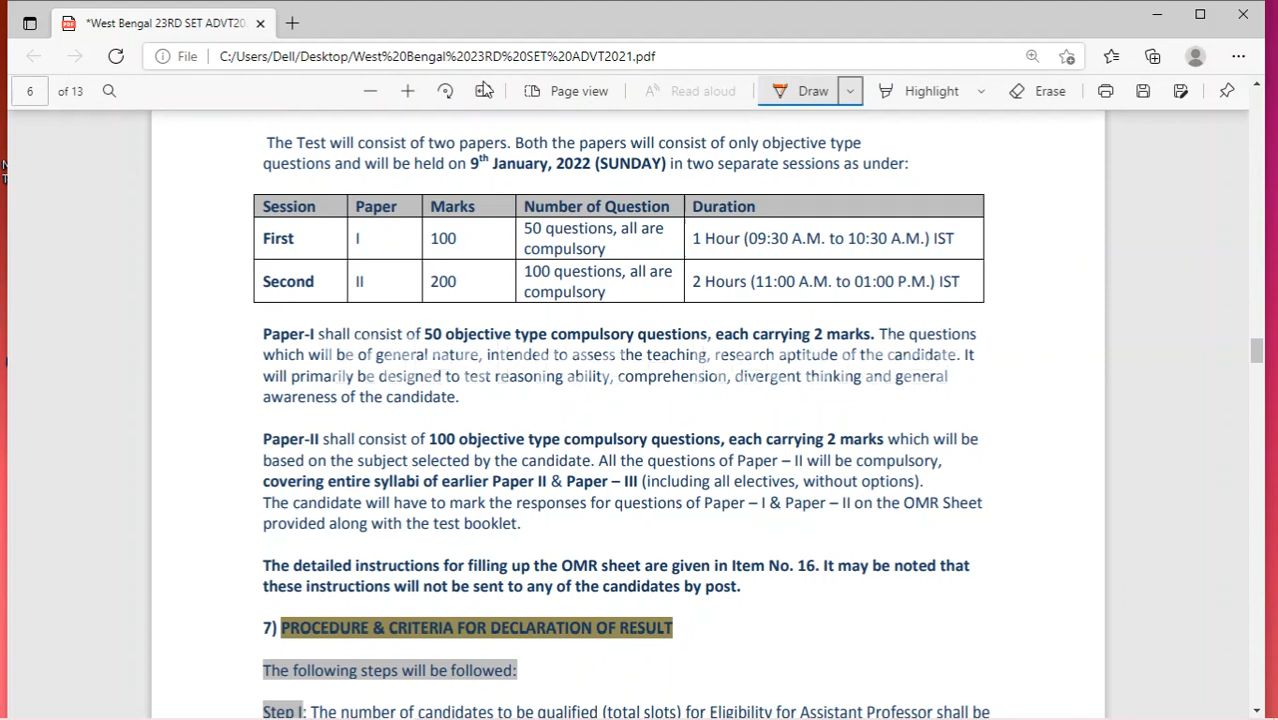 *West Bengal 23RD SET ADVT20
File C:/Users/Dell/Desktop/West%20Bengal%2023RD%20SET%20ADVT2021.pdf
6 of 13 Page view Read aloud Draw Highlight Erase
The Test will consist of two papers. Both the papers will consist of only objective type
questions and will be held on 9th January, 2022 (SUNDAY) in two separate sessions as under:
Session Paper Marks Number of Question Duration
First I 100 50 questions, all are compulsory 1 Hour (09:30 A.M. to 10:30 A.M.) IST
Second II 200 100 questions, all are compulsory 2 Hours (11:00 A.M. to 01:00 P.M.) IST
Paper-I shall consist of 50 objective type compulsory questions, each carrying 2 marks. The questions
which will be of general nature, intended to assess the teaching, research aptitude of the candidate. It
will primarily be designed to test reasoning ability, comprehension, divergent thinking and general
awareness of the candidate.
Paper-II shall consist of 100 objective type compulsory questions, each carrying 2 marks which will be
based on the subject selected by the candidate. All the questions of Paper – II will be compulsory,
covering entire syllabi of earlier Paper II & Paper – III (including all electives, without options).
The candidate will have to mark the responses for questions of Paper – I & Paper – II on the OMR Sheet
provided along with the test booklet.
The detailed instructions for filling up the OMR sheet are given in Item No. 16. It may be noted that
these instructions will not be sent to any of the candidates by post.
7) PROCEDURE & CRITERIA FOR DECLARATION OF RESULT
The following steps will be followed:
Step I: The number of candidates to be qualified (total slots) for Eligibility for Assistant Professor shall be